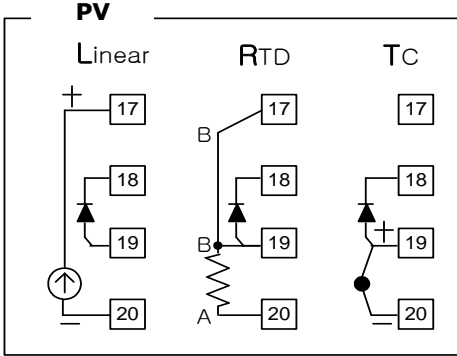 PV
Linear RTD TC
+ 17 17 17
B
18 18 18
19 B 19 + 19
− 20 A 20 − 20